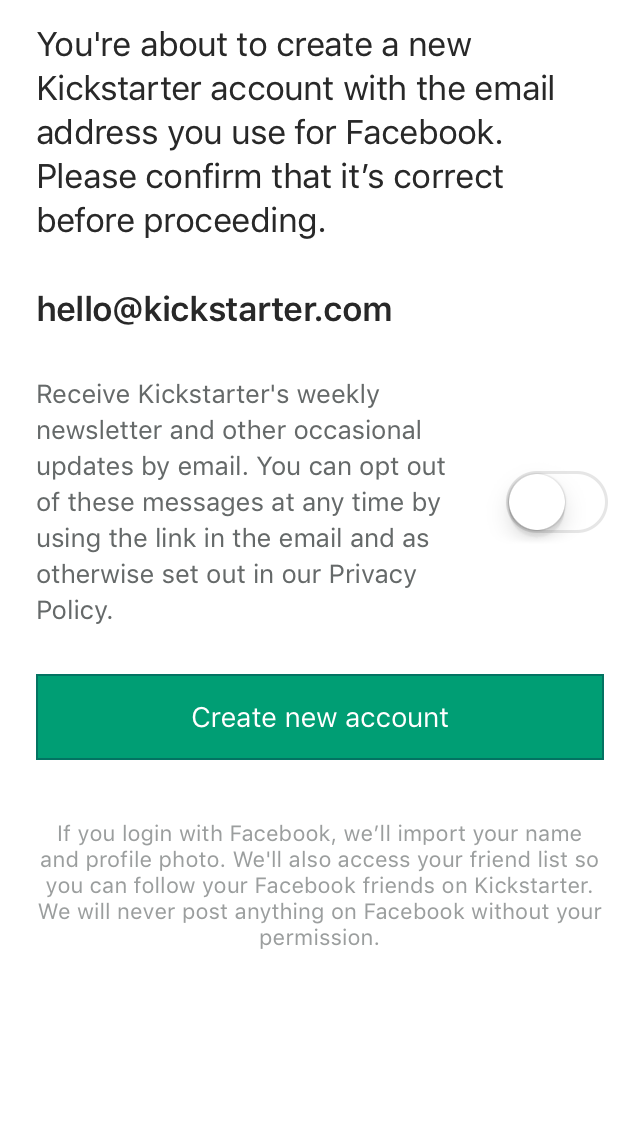 You're about to create a new
Kickstarter account with the email
address you use for Facebook.
Please confirm that it’s correct
before proceeding.
hello@kickstarter.com
Receive Kickstarter's weekly
newsletter and other occasional
updates by email. You can opt out
of these messages at any time by
using the link in the email and as
otherwise set out in our Privacy
Policy.
Create new account
If you login with Facebook, we’ll import your name
and profile photo. We'll also access your friend list so
you can follow your Facebook friends on Kickstarter.
We will never post anything on Facebook without your
permission.